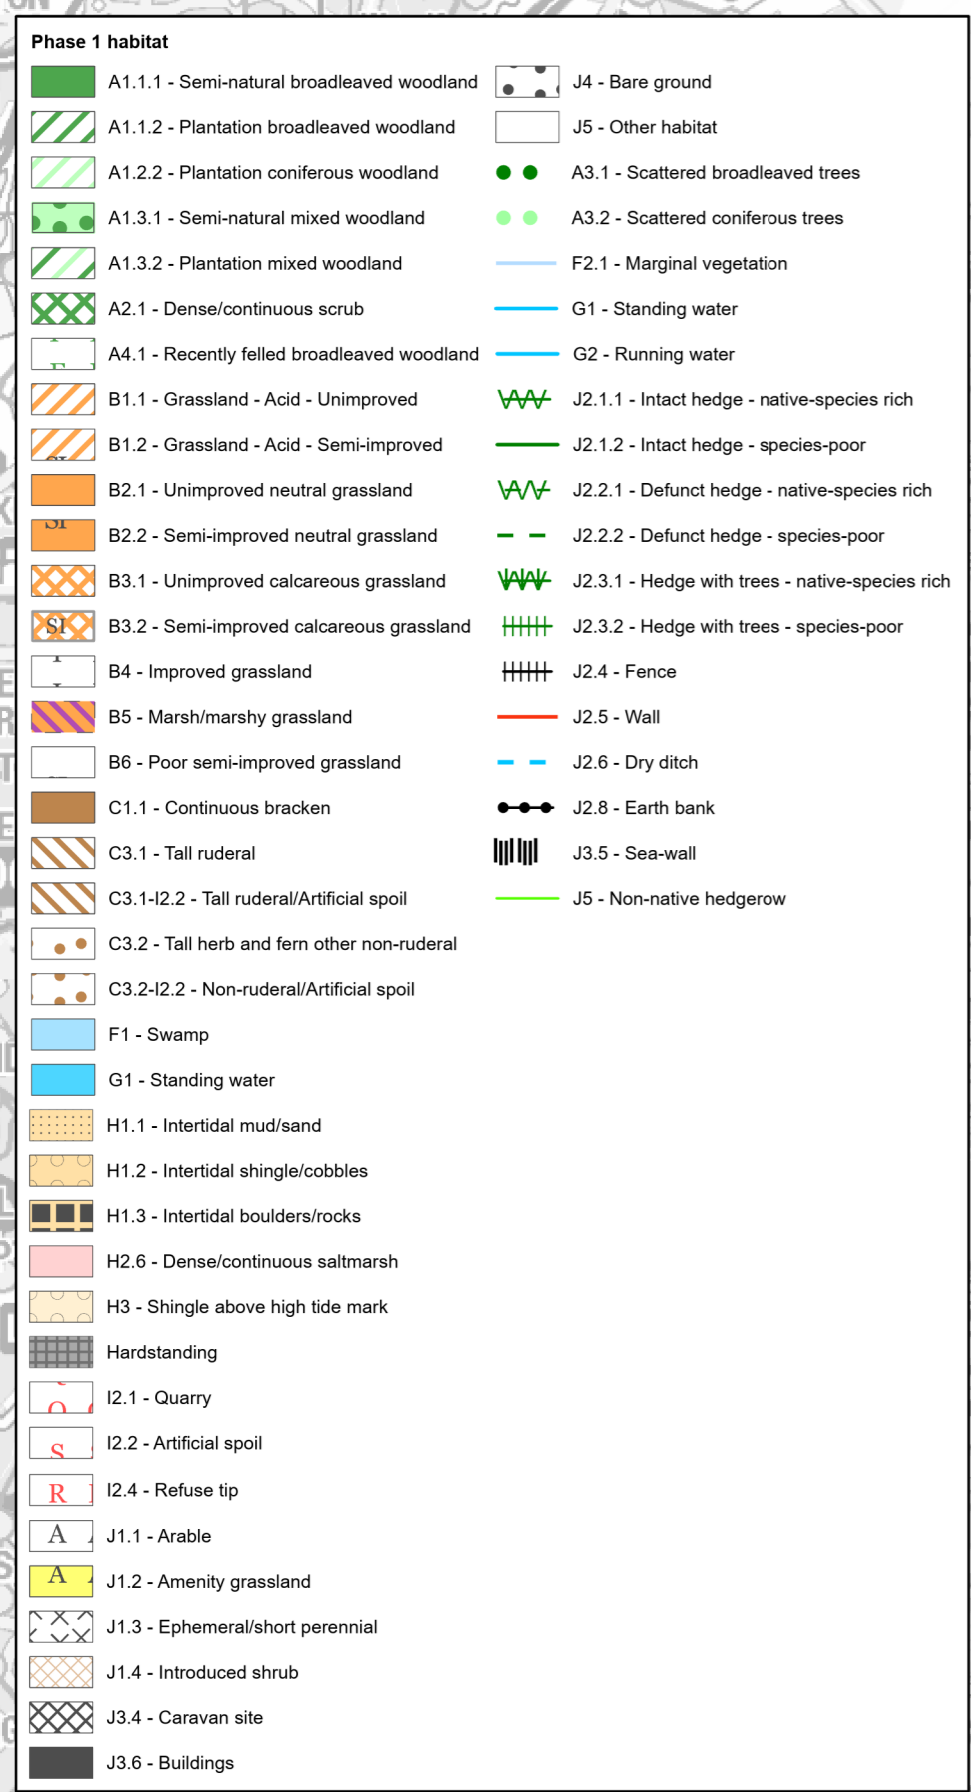 Phase 1 habitat
A1.1.1 - Semi-natural broadleaved woodland
A1.1.2 - Plantation broadleaved woodland
A1.2.2 - Plantation coniferous woodland
A1.3.1 - Semi-natural mixed woodland
A1.3.2 - Plantation mixed woodland
A2.1 - Dense/continuous scrub
A4.1 - Recently felled broadleaved woodland
B1.1 - Grassland - Acid - Unimproved
B1.2 - Grassland - Acid - Semi-improved
B2.1 - Unimproved neutral grassland
SI B2.2 - Semi-improved neutral grassland
B3.1 - Unimproved calcareous grassland
SI B3.2 - Semi-improved calcareous grassland
B4 - Improved grassland
B5 - Marsh/marshy grassland
B6 - Poor semi-improved grassland
C1.1 - Continuous bracken
C3.1 - Tall ruderal
C3.1-I2.2 - Tall ruderal/Artificial spoil
C3.2 - Tall herb and fern other non-ruderal
C3.2-I2.2 - Non-ruderal/Artificial spoil
F1 - Swamp
G1 - Standing water
H1.1 - Intertidal mud/sand
H1.2 - Intertidal shingle/cobbles
H1.3 - Intertidal boulders/rocks
H2.6 - Dense/continuous saltmarsh
H3 - Shingle above high tide mark
Hardstanding
I2.1 - Quarry
S I2.2 - Artificial spoil
R I2.4 - Refuse tip
A J1.1 - Arable
A J1.2 - Amenity grassland
J1.3 - Ephemeral/short perennial
J1.4 - Introduced shrub
J3.4 - Caravan site
J3.6 - Buildings
J4 - Bare ground
J5 - Other habitat
A3.1 - Scattered broadleaved trees
A3.2 - Scattered coniferous trees
F2.1 - Marginal vegetation
G1 - Standing water
G2 - Running water
J2.1.1 - Intact hedge - native-species rich
J2.1.2 - Intact hedge - species-poor
J2.2.1 - Defunct hedge - native-species rich
J2.2.2 - Defunct hedge - species-poor
J2.3.1 - Hedge with trees - native-species rich
J2.3.2 - Hedge with trees - species-poor
J2.4 - Fence
J2.5 - Wall
J2.6 - Dry ditch
J2.8 - Earth bank
J3.5 - Sea-wall
J5 - Non-native hedgerow